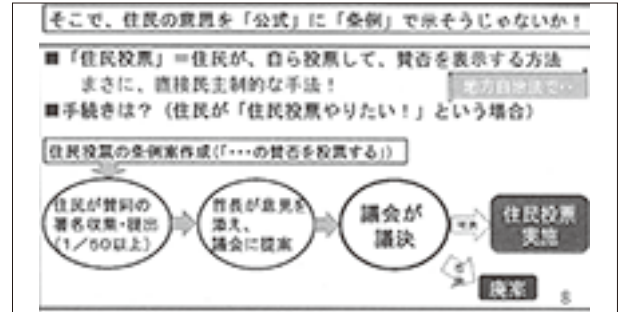 そこで、住民の意思を「公式」に「条例」で示そうじゃないか！
■「住民投票」＝住民が、自ら投票して、賛否を表示する方法
まさに、直接民主制的な手法！
地方自治法で‥
■手続きは？（住民が「住民投票やりたい！」という場合）
住民投票の条例案作成(「･･･の賛否を投票する」)
住民が賛同の
署名収集・提出
（1／50以上）
首長が意見を
添え、
議会に提案
議会が
議決
可決
住民投票
実施
否決
廃案
8